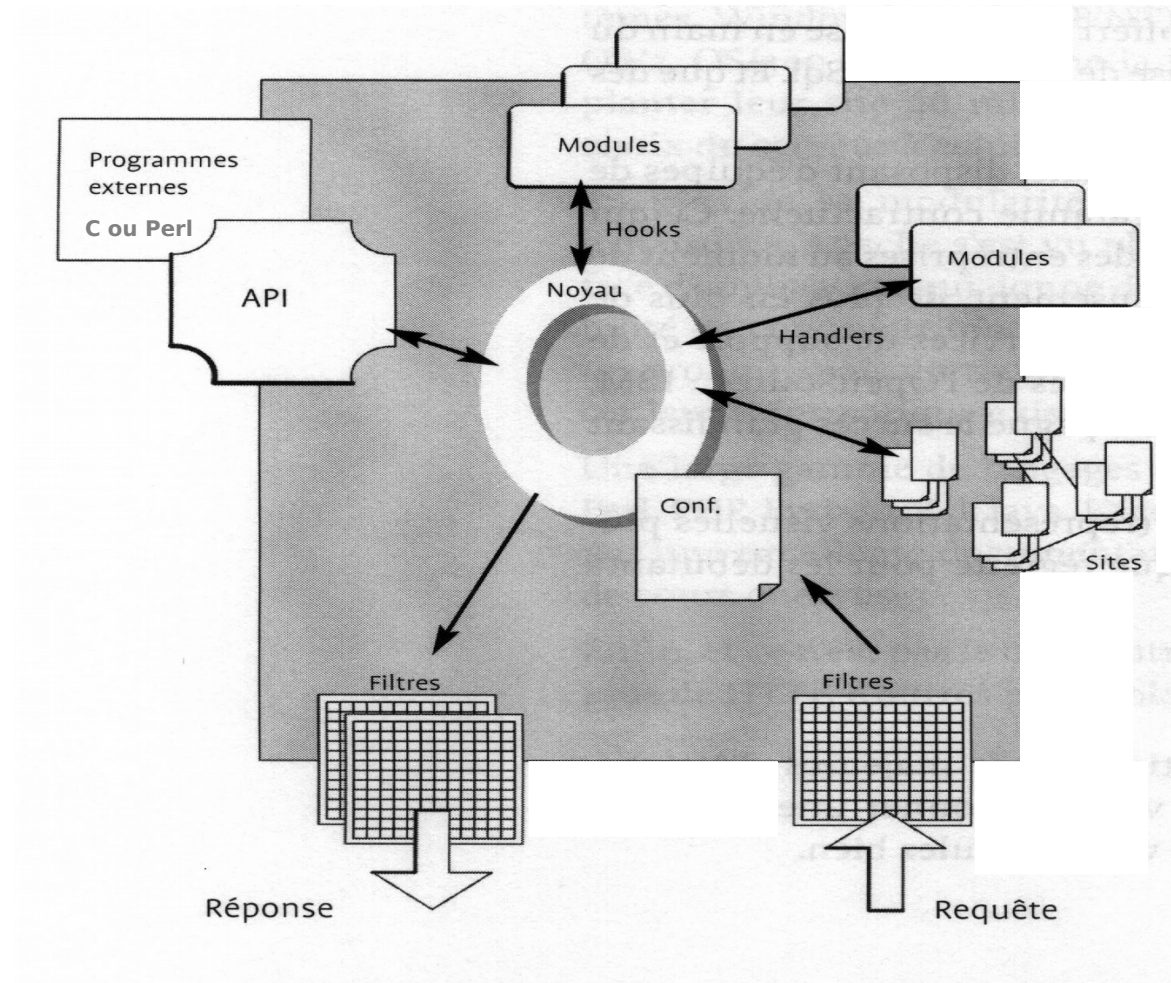 Modules
Programmes
externes
C ou Perl
Hooks
Modules
Noyau
API
Handlers
Conf.
Sites
Filtres
Filtres
Réponse
Requête